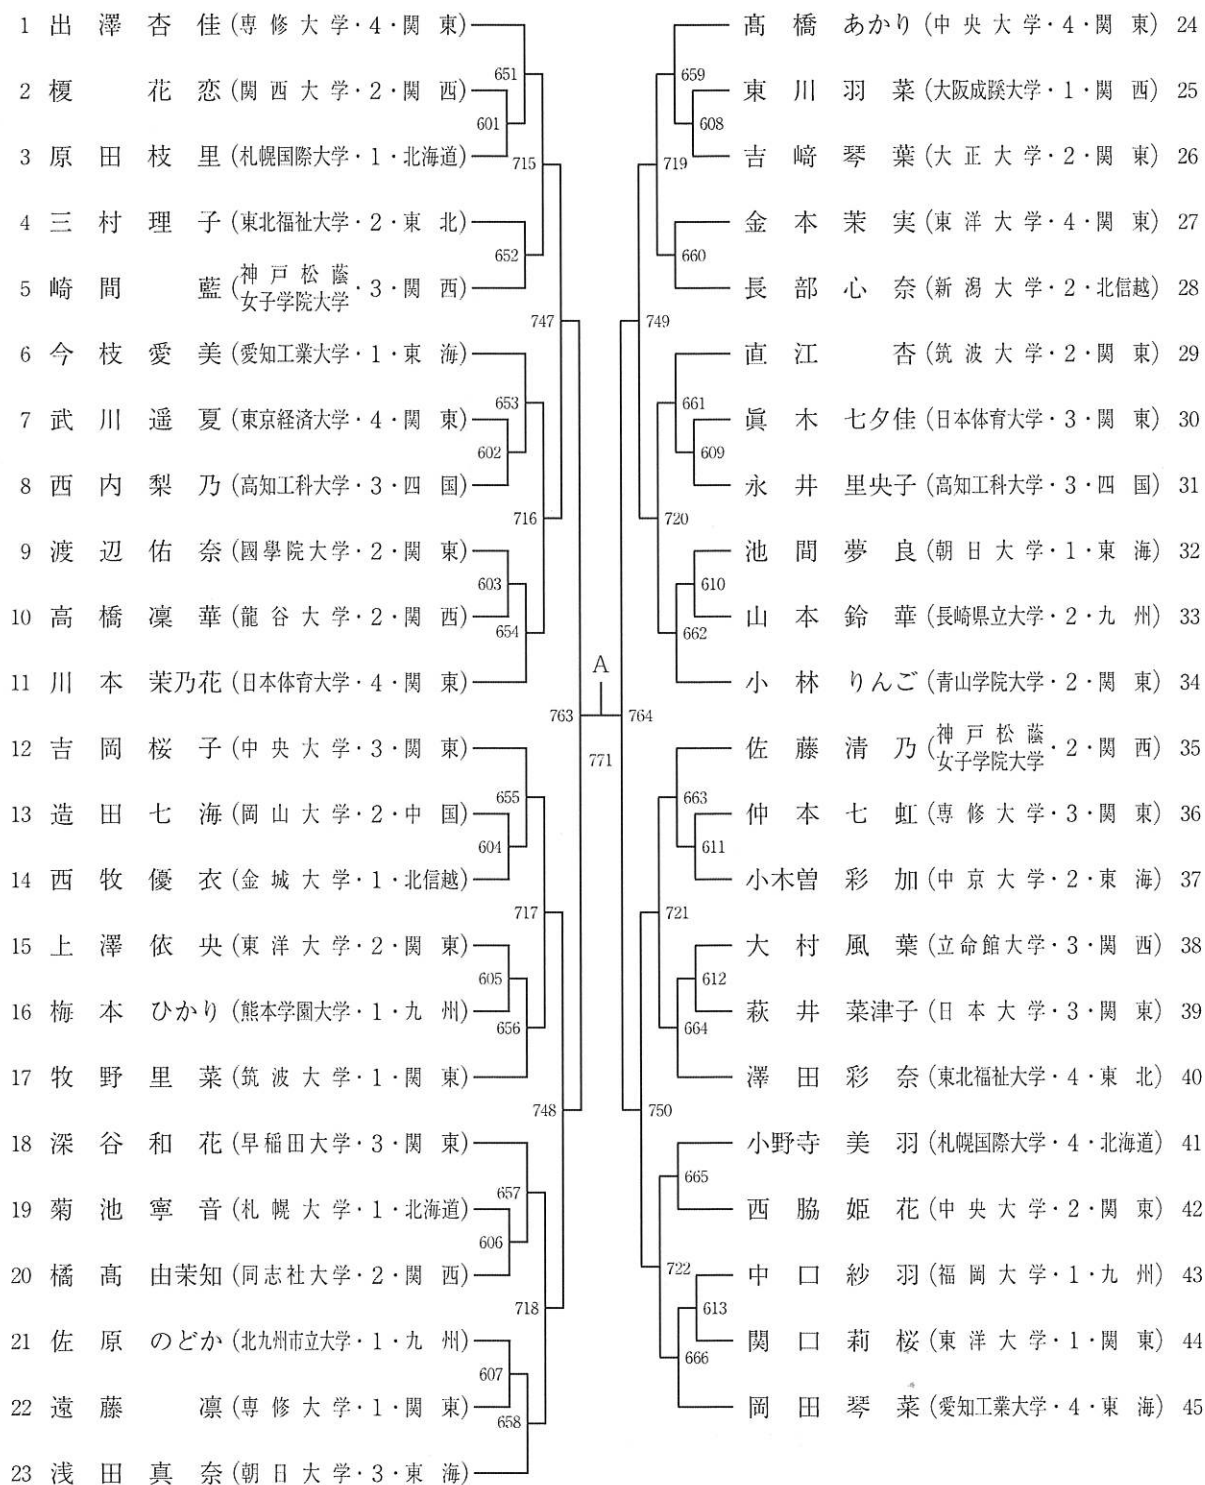 1 出澤杏佳 (専修大学・4・関東)
651
2 榎花恋 (関西大学・2・関西)
601
3 原田枝里 (札幌国際大学・1・北海道)
715
4 三村理子 (東北福祉大学・2・東北)
652
5 崎間藍 (神戸松蔭女子学院大学・3・関西)
747
6 今枝愛美 (愛知工業大学・1・東海)
653
7 武川遥夏 (東京経済大学・4・関東)
602
8 西内梨乃 (高知工科大学・3・四国)
716
9 渡辺佑奈 (國學院大学・2・関東)
603
10 高橋凜華 (龍谷大学・2・関西)
654
11 川本茉乃花 (日本体育大学・4・関東)
763
12 吉岡桜子 (中央大学・3・関東)
655
13 造田七海 (岡山大学・2・中国)
604
14 西牧優衣 (金城大学・1・北信越)
717
15 上澤依央 (東洋大学・2・関東)
605
16 梅本ひかり (熊本学園大学・1・九州)
656
17 牧野里菜 (筑波大学・1・関東)
748
18 深谷和花 (早稲田大学・3・関東)
657
19 菊池寧音 (札幌大学・1・北海道)
606
20 橘髙由茉知 (同志社大学・2・関西)
718
21 佐原のどか (北九州市立大学・1・九州)
607
22 遠藤凛 (専修大学・1・関東)
658
23 浅田真奈 (朝日大学・3・東海)
A
771
髙橋あかり (中央大学・4・関東) 24
659
東川羽菜 (大阪成蹊大学・1・関西) 25
608
吉﨑琴葉 (大正大学・2・関東) 26
719
金本茉実 (東洋大学・4・関東) 27
660
長部心奈 (新潟大学・2・北信越) 28
749
直江杏 (筑波大学・2・関東) 29
661
眞木七夕佳 (日本体育大学・3・関東) 30
609
永井里央子 (高知工科大学・3・四国) 31
720
池間夢良 (朝日大学・1・東海) 32
610
山本鈴華 (長崎県立大学・2・九州) 33
662
小林りんご (青山学院大学・2・関東) 34
764
佐藤清乃 (神戸松蔭女子学院大学・2・関西) 35
663
仲本七虹 (専修大学・3・関東) 36
611
小木曽彩加 (中京大学・2・東海) 37
721
大村風葉 (立命館大学・3・関西) 38
612
萩井菜津子 (日本大学・3・関東) 39
664
澤田彩奈 (東北福祉大学・4・東北) 40
750
小野寺美羽 (札幌国際大学・4・北海道) 41
665
西脇姫花 (中央大学・2・関東) 42
722
中口紗羽 (福岡大学・1・九州) 43
613
関口莉桜 (東洋大学・1・関東) 44
666
岡田琴菜 (愛知工業大学・4・東海) 45